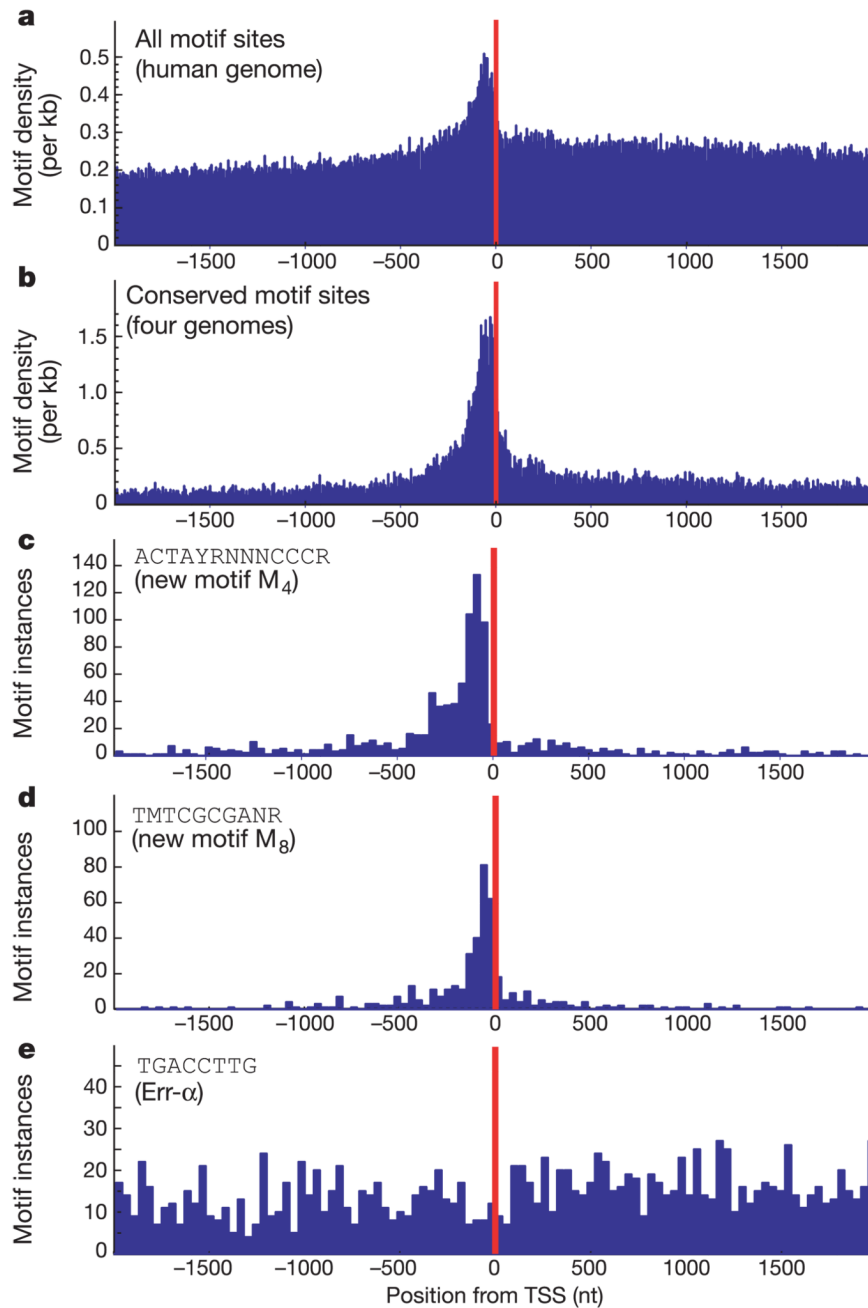 a
All motif sites
(human genome)
Motif density
(per kb)
0.5
0.4
0.3
0.2
0.1
0
−1500 −1000 −500 0 500 1000 1500
b
Conserved motif sites
(four genomes)
Motif density
(per kb)
1.5
1.0
0.5
0
−1500 −1000 −500 0 500 1000 1500
c
ACTAYRNNNCCCR
(new motif M4)
Motif instances
140
120
100
80
60
40
20
0
−1500 −1000 −500 0 500 1000 1500
d
TMTCGCGANR
(new motif M8)
Motif instances
100
80
60
40
20
0
−1500 −1000 −500 0 500 1000 1500
e
TGACCTTG
(Err-α)
Motif instances
40
30
20
10
0
−1500 −1000 −500 0 500 1000 1500
Position from TSS (nt)